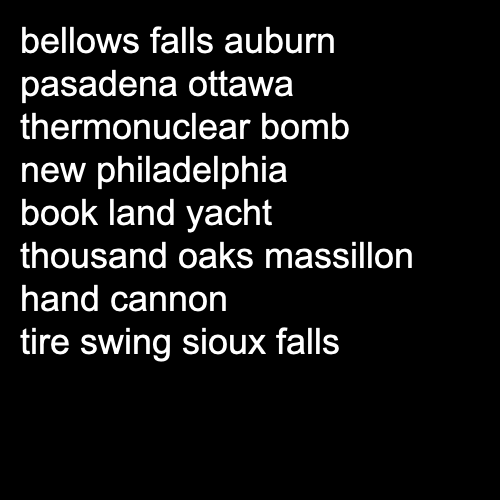 bellows falls auburn
pasadena ottawa
thermonuclear bomb
new philadelphia
book land yacht
thousand oaks massillon
hand cannon
tire swing sioux falls